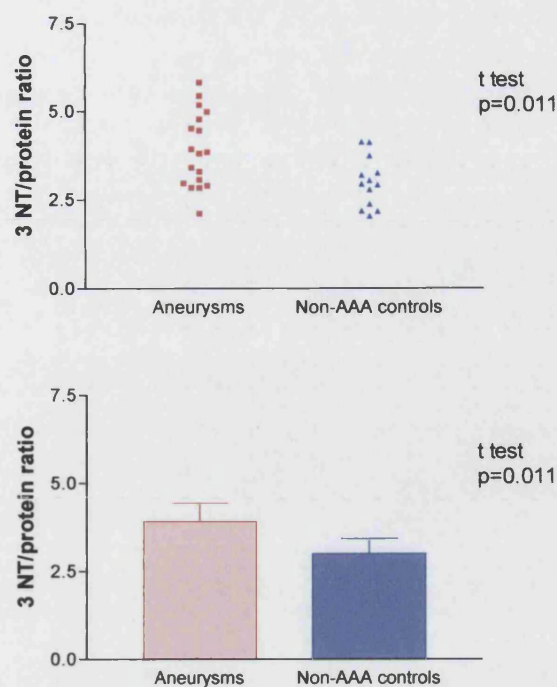 7.5
5.0
2.5
0.0
3 NT/protein ratio
Aneurysms
Non-AAA controls
t test
p=0.011
7.5
5.0
2.5
0.0
3 NT/protein ratio
Aneurysms
Non-AAA controls
t test
p=0.011